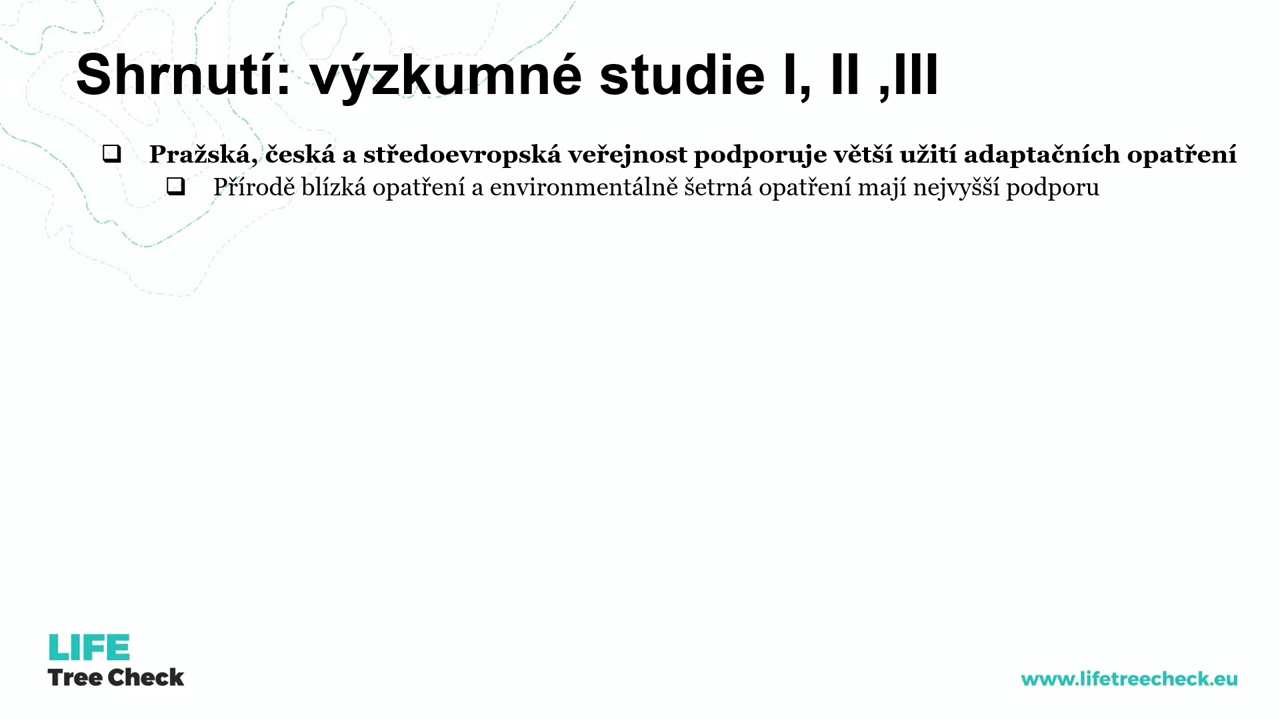 Shrnutí: výzkumné studie I, II ,III
❑ Pražská, česká a středoevropská veřejnost podporuje větší užití adaptačních opatření
❑ Přírodě blízká opatření a environmentálně šetrná opatření mají nejvyšší podporu
LIFE
Tree Check
www.lifetreecheck.eu